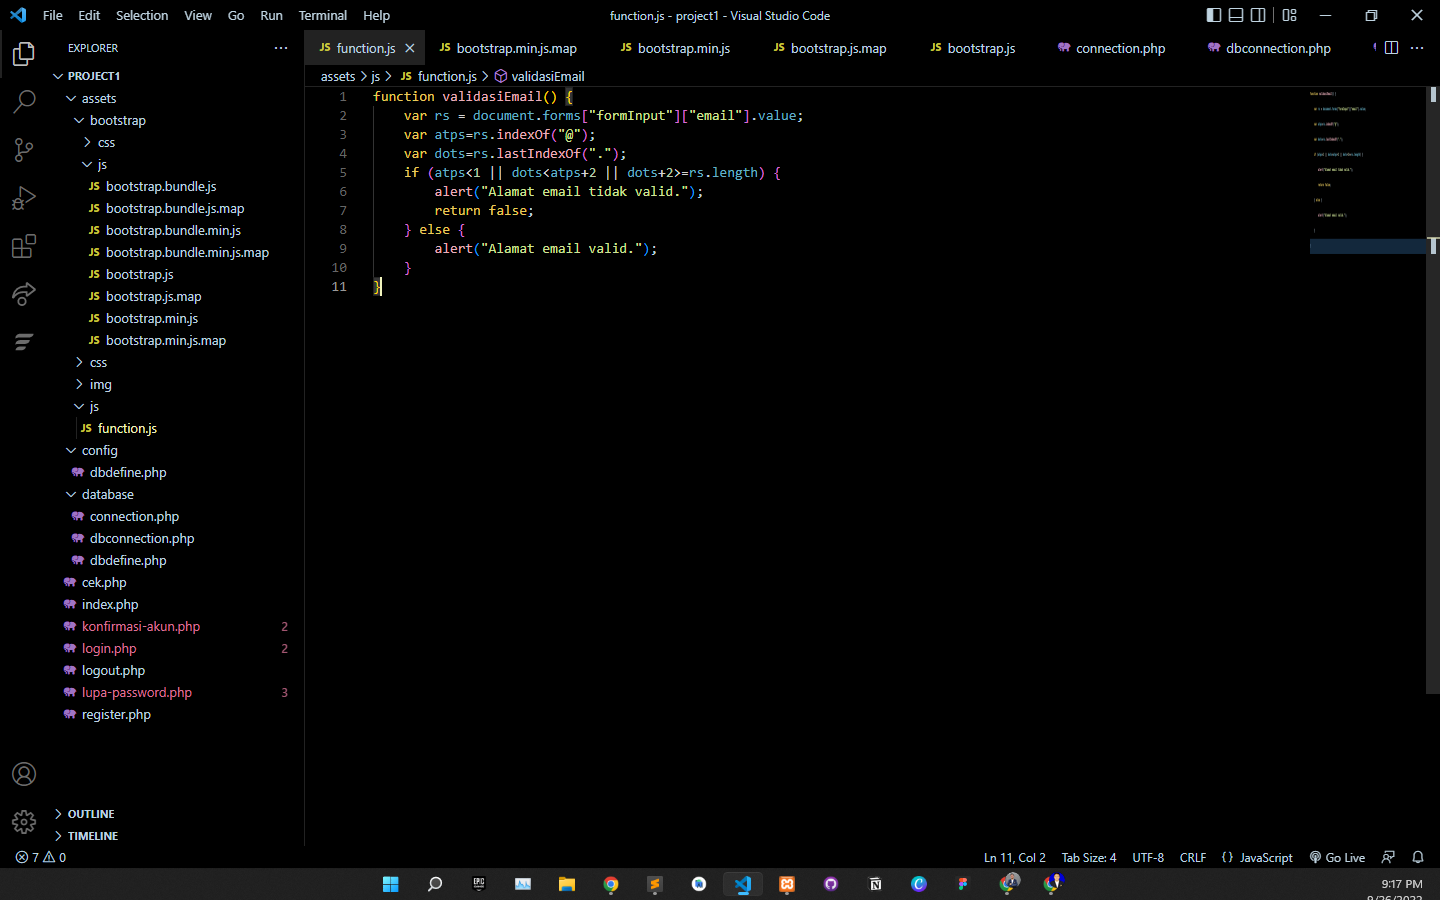 File Edit Selection View Go Run Terminal Help function.js - project1 - Visual Studio Code
EXPLORER
PROJECT1
assets
bootstrap
css
js
JS bootstrap.bundle.js
JS bootstrap.bundle.js.map
JS bootstrap.bundle.min.js
JS bootstrap.bundle.min.js.map
JS bootstrap.js
JS bootstrap.js.map
JS bootstrap.min.js
JS bootstrap.min.js.map
css
img
js
JS function.js
config
dbdefine.php
database
connection.php
dbconnection.php
dbdefine.php
cek.php
index.php
konfirmasi-akun.php 2
login.php 2
logout.php
lupa-password.php 3
register.php
OUTLINE
TIMELINE
JS function.js JS bootstrap.min.js.map JS bootstrap.min.js JS bootstrap.js.map JS bootstrap.js connection.php dbconnection.php
assets > js > JS function.js > validasiEmail
1 function validasiEmail() {
2 var rs = document.forms["formInput"]["email"].value;
3 var atps=rs.indexOf("@");
4 var dots=rs.lastIndexOf(".");
5 if (atps<1 || dots<atps+2 || dots+2>=rs.length) {
6 alert("Alamat email tidak valid.");
7 return false;
8 } else {
9 alert("Alamat email valid.");
10 }
11 }
7 0 Ln 11, Col 2 Tab Size: 4 UTF-8 CRLF {} JavaScript Go Live
9:17 PM